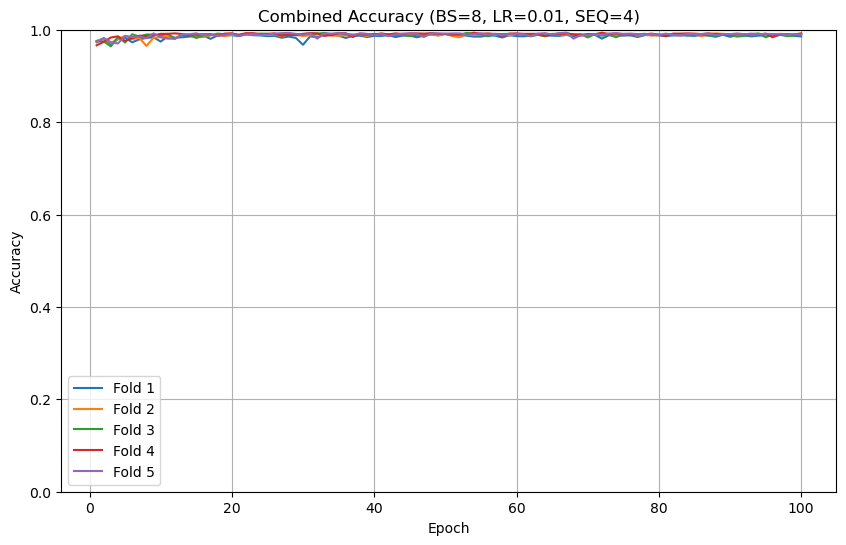 Combined Accuracy (BS=8, LR=0.01, SEQ=4)
1.0
0.8
0.6
0.4
0.2
0.0
Accuracy
Fold 1
Fold 2
Fold 3
Fold 4
Fold 5
0 20 40 60 80 100
Epoch